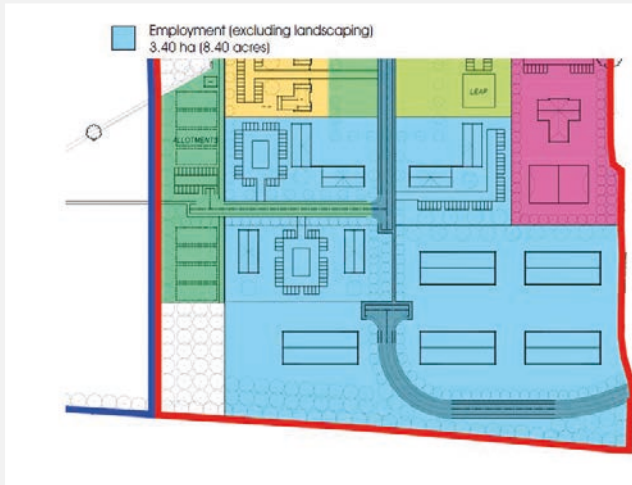 Employment (excluding landscaping)
3.40 ha (8.40 acres)
LEAP
ALLOTMENTS